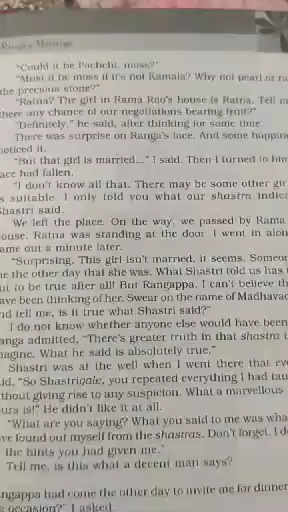 Ranga's Marriage
"Could it be Pachchi, moss?"
"Must it be moss if it's not Kamala? Why not pearl or ru
the precious stone?"
"Ratna? The girl in Rama Rao's house is Ratna. Tell m
there any chance of our negotiations bearing fruit?"
"Definitely," he said, after thinking for some time.
There was surprise on Ranga's face. And some happine
noticed it.
"But that girl is married..." I said. Then I turned to him
ace had fallen.
"I don't know all that. There may be some other gir
s suitable. I only told you what our shastra indica
Shastri said.
We left the place. On the way, we passed by Rama
ouse. Ratna was standing at the door. I went in alon
ame out a minute later.
"Surprising. This girl isn't married, it seems. Someon
me the other day that she was. What Shastri told us has
ut to be true after all! But Rangappa, I can't believe th
ave been thinking of her. Swear on the name of Madhavac
nd tell me, is it true what Shastri said?"
I do not know whether anyone else would have been
anga admitted, "There's greater truth in that shastra t
magine. What he said is absolutely true."
Shastri was at the well when I went there that eve
id, "So Shastrigale, you repeated everything I had tau
thout giving rise to any suspicion. What a marvellous
ura is!" He didn't like it at all.
"What are you saying? What you said to me was wha
ve found out myself from the shastras. Don't forget, I de
the hints you had given me."
Tell me, is this what a decent man says?
ngappa had come the other day to invite me for dinner
e occasion?" I asked.